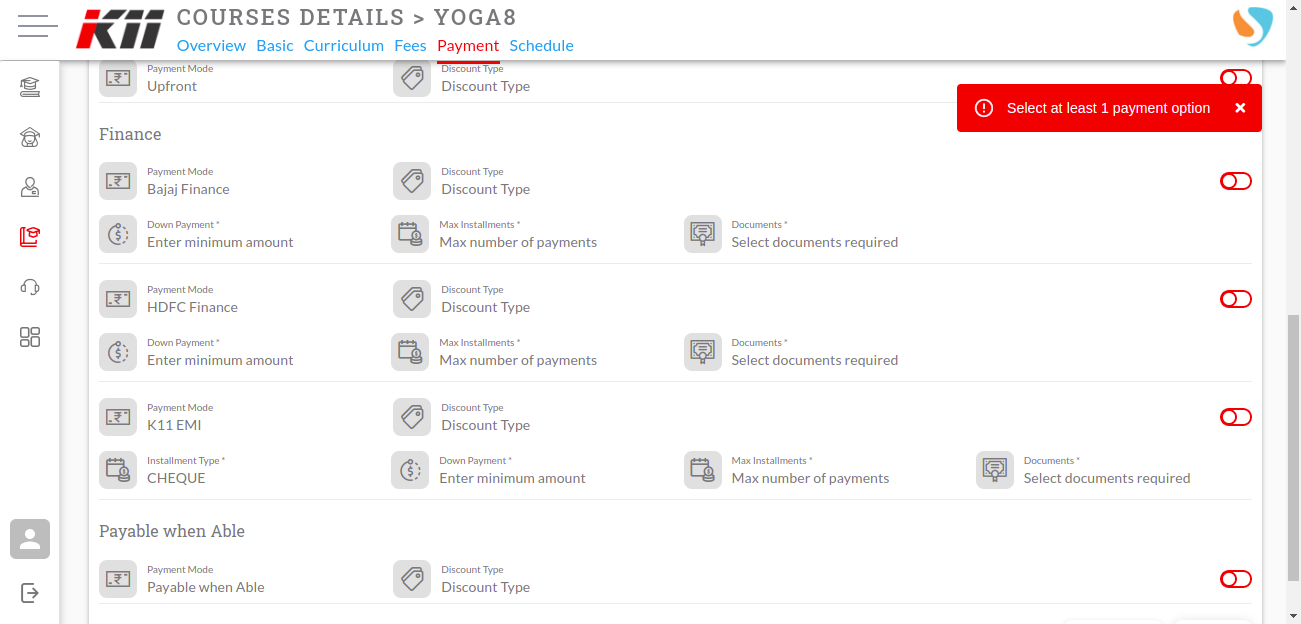 K11
COURSES DETAILS > YOGA8
Overview Basic Curriculum Fees Payment Schedule
Payment Mode Discount Type
Upfront Discount Type
Select at least 1 payment option
Finance
Payment Mode Discount Type
Bajaj Finance Discount Type
Down Payment * Max Installments * Documents *
Enter minimum amount Max number of payments Select documents required
Payment Mode Discount Type
HDFC Finance Discount Type
Down Payment * Max Installments * Documents *
Enter minimum amount Max number of payments Select documents required
Payment Mode Discount Type
K11 EMI Discount Type
Installment Type * Down Payment * Max Installments * Documents *
CHEQUE Enter minimum amount Max number of payments Select documents required
Payable when Able
Payment Mode Discount Type
Payable when Able Discount Type